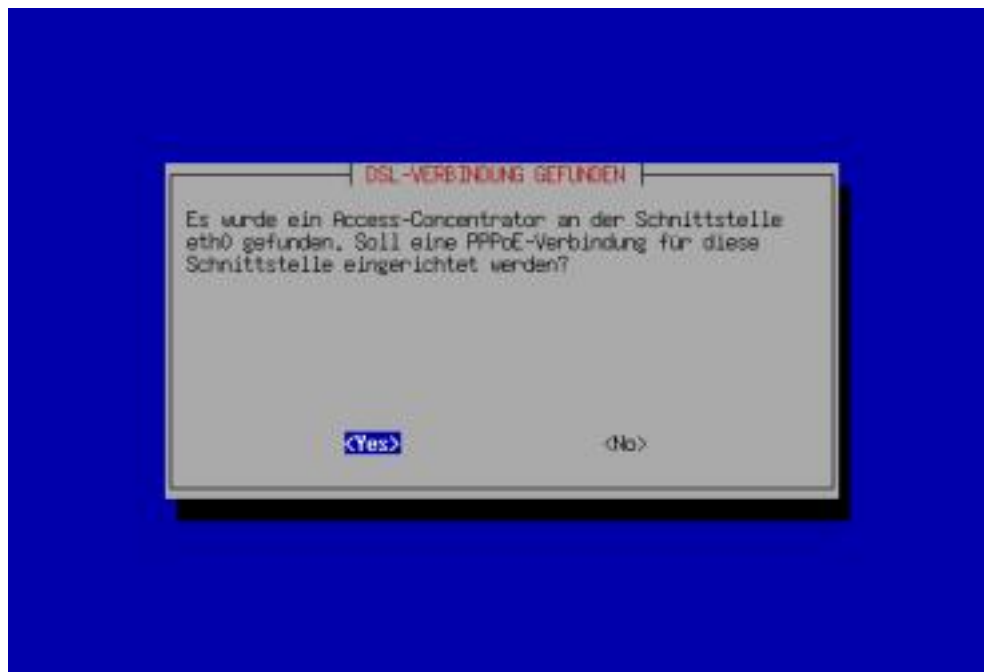 DSL-VERBINDUNG GEFUNDEN
Es wurde ein Access-Concentrator an der Schnittstelle
eth0 gefunden. Soll eine PPPoE-Verbindung für diese
Schnittstelle eingerichtet werden?
<Yes> <No>